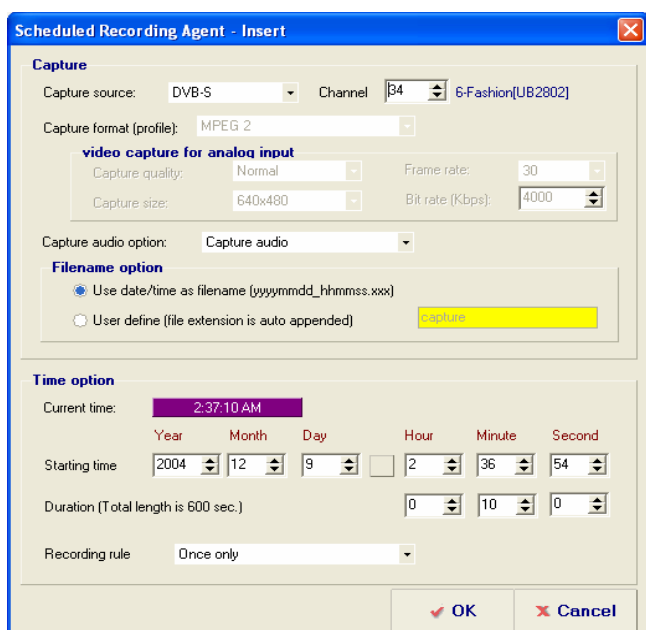 Scheduled Recording Agent - Insert
Capture
Capture source: DVB-S Channel 34 6-Fashion[UB2802]
Capture format (profile): MPEG 2
video capture for analog input
Capture quality: Normal Frame rate: 30
Capture size: 640x480 Bit rate (Kbps): 4000
Capture audio option: Capture audio
Filename option
Use date/time as filename (yyyymmdd_hhmmss.xxx)
User define (file extension is auto appended) capture
Time option
Current time: 2:37:10 AM
Year Month Day Hour Minute Second
Starting time 2004 12 9 2 36 54
Duration (Total length is 600 sec.) 0 10 0
Recording rule Once only
OK Cancel